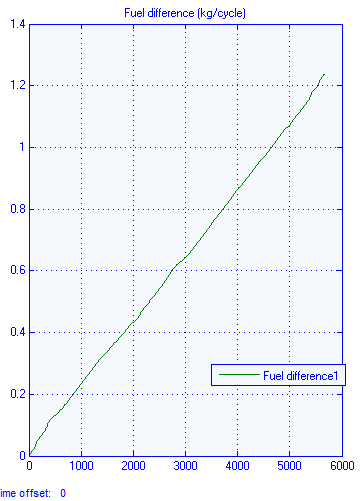 Fuel difference (kg/cycle)
1.4
1.2
1
0.8
0.6
0.4
0.2
0
Fuel difference1
0 1000 2000 3000 4000 5000 6000
ime offset: 0